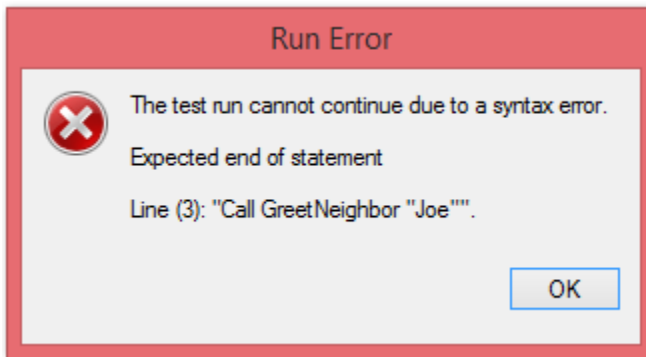 Run Error
The test run cannot continue due to a syntax error.
Expected end of statement
Line (3): "Call GreetNeighbor "Joe"".
OK